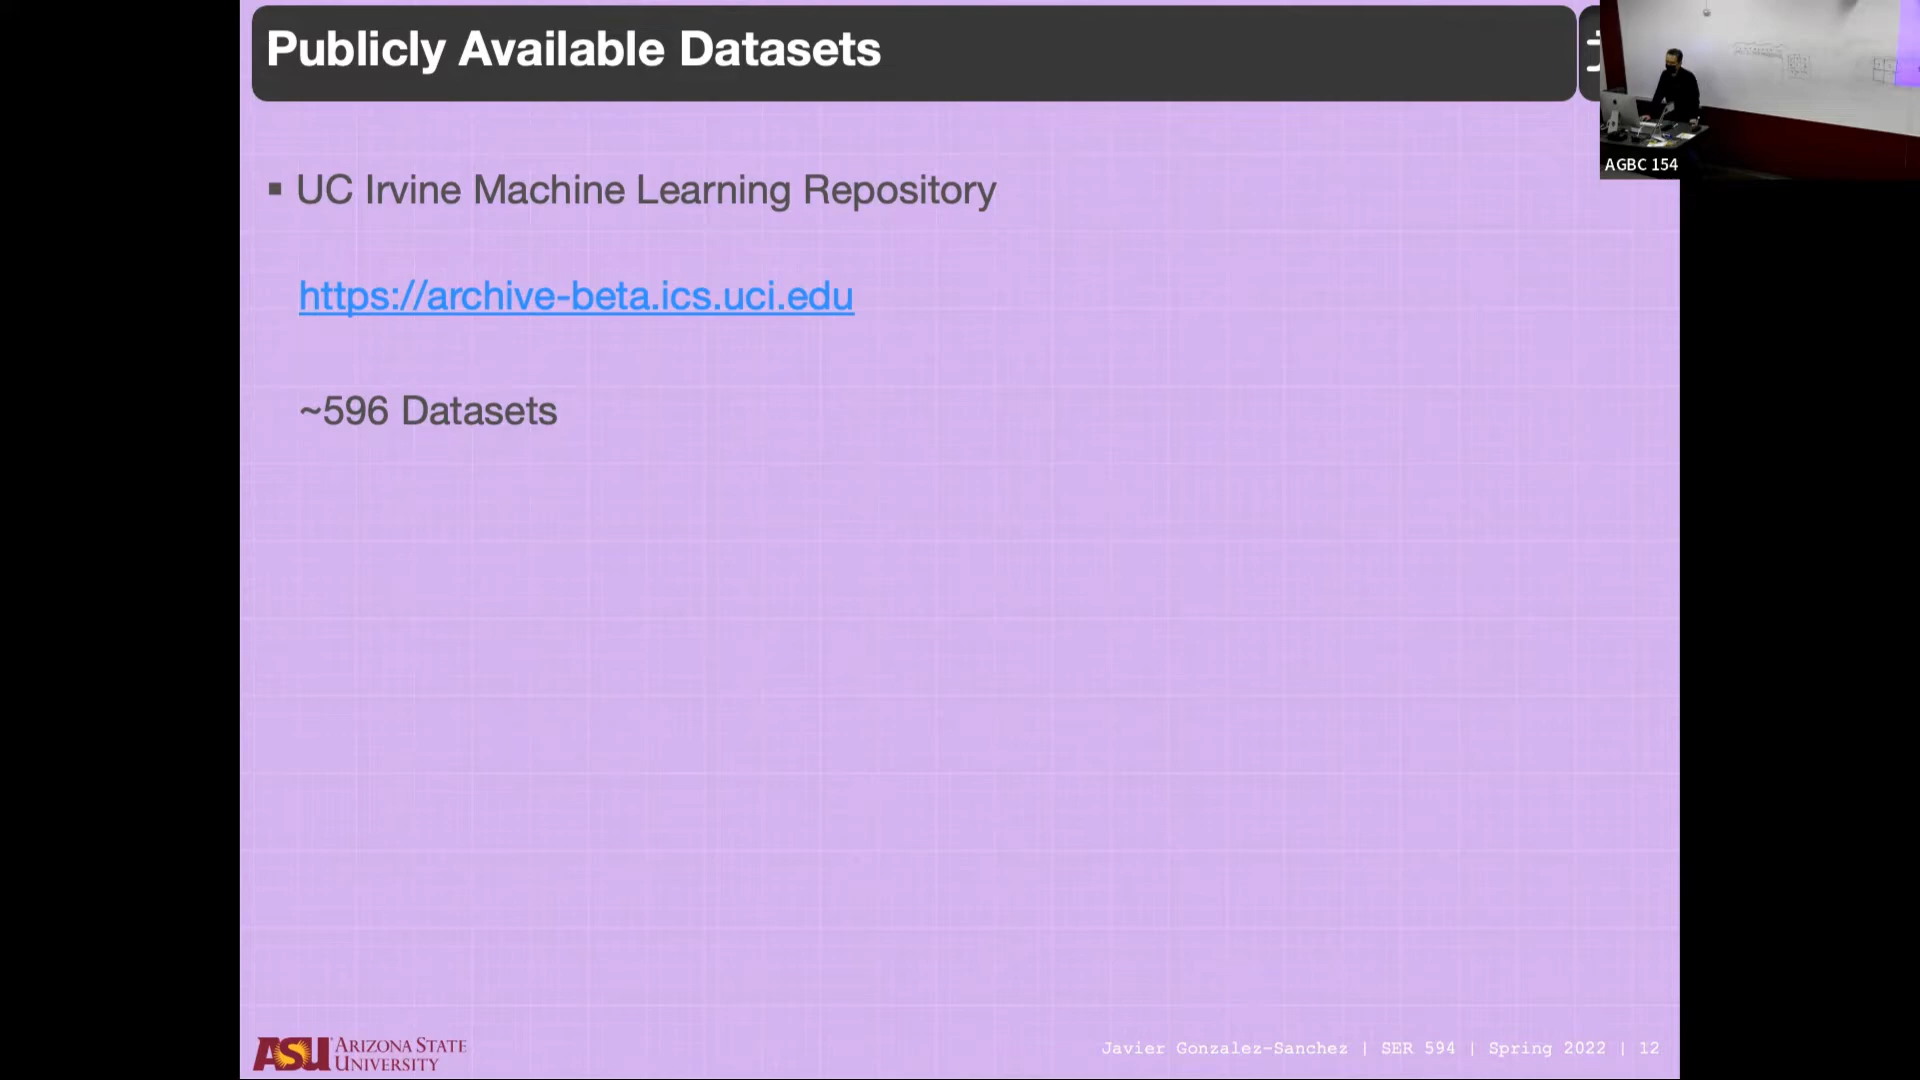 Publicly Available Datasets
AGBC 154
▪ UC Irvine Machine Learning Repository
https://archive-beta.ics.uci.edu
~596 Datasets
ASU ARIZONA STATE
UNIVERSITY
Javier Gonzalez-Sanchez | SER 594 | Spring 2022 | 12